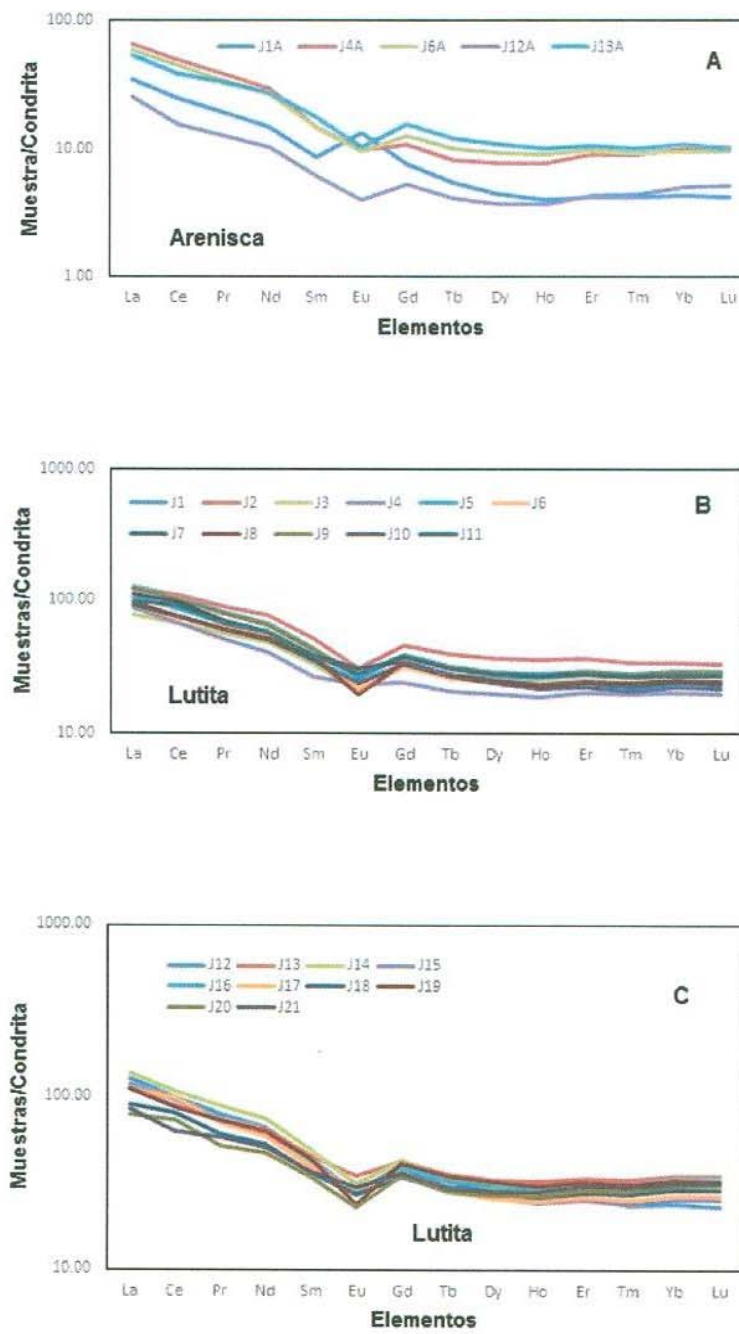 100.00
J1A J4A J6A J12A J13A
A
10.00
Muestra/Condrita
Arenisca
1.00
La Ce Pr Nd Sm Eu Gd Tb Dy Ho Er Tm Yb Lu
Elementos
1000.00
J1 J2 J3 J4 J5 J6
B
J7 J8 J9 J10 J11
100.00
Muestras/Condrita
Lutita
10.00
La Ce Pr Nd Sm Eu Gd Tb Dy Ho Er Tm Yb Lu
Elementos
1000.00
J12 J13 J14 J15
C
J16 J17 J18 J19
J20 J21
100.00
Muestras/Condrita
Lutita
10.00
La Ce Pr Nd Sm Eu Gd Tb Dy Ho Er Tm Yb Lu
Elementos